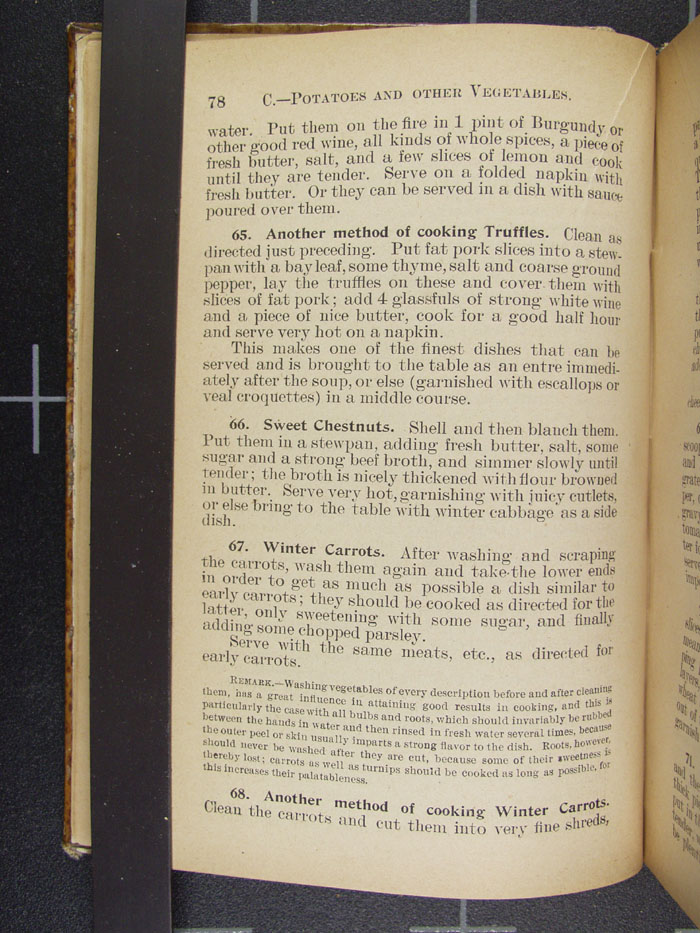 78 C.—Potatoes and other Vegetables.
water. Put them on the fire in 1 pint of Burgundy or
other good red wine, all kinds of whole spices, a piece of
fresh butter, salt, and a few slices of lemon and cook
until they are tender. Serve on a folded napkin with
fresh butter. Or they can be served in a dish with sauce
poured over them.
65. Another method of cooking Truffles. Clean as
directed just preceding. Put fat pork slices into a stew-
pan with a bay leaf, some thyme, salt and coarse ground
pepper, lay the truffles on these and cover them with
slices of fat pork; add 4 glassfuls of strong white wine
and a piece of nice butter, cook for a good half hour
and serve very hot on a napkin.
This makes one of the finest dishes that can be
served and is brought to the table as an entre immedi-
ately after the soup, or else (garnished with escallops or
veal croquettes) in a middle course.
66. Sweet Chestnuts. Shell and then blanch them.
Put them in a stewpan, adding fresh butter, salt, some
sugar and a strong beef broth, and simmer slowly until
tender; the broth is nicely thickened with flour browned
in butter. Serve very hot, garnishing with juicy cutlets,
or else bring to the table with winter cabbage as a side
dish.
67. Winter Carrots. After washing and scraping
the carrots, wash them again and take the lower ends
in order to get as much as possible a dish similar to
early carrots; they should be cooked as directed for the
latter, only sweetening with some sugar, and finally
adding some chopped parsley.
Serve with the same meats, etc., as directed for
early carrots.
Remark.—Washing vegetables of every description before and after cleaning
them, has a great influence in attaining good results in cooking, and this is
particularly the case with all bulbs and roots, which should invariably be rubbed
between the hands in water and then rinsed in fresh water several times, because
the outer peel or skin usually imparts a strong flavor to the dish. Roots, however,
should never be washed after they are cut, because some of their sweetness is
thereby lost; carrots as well as turnips should be cooked as long as possible, for
this increases their palatableness.
68. Another method of cooking Winter Carrots.
Clean the carrots and cut them into very fine shreds,